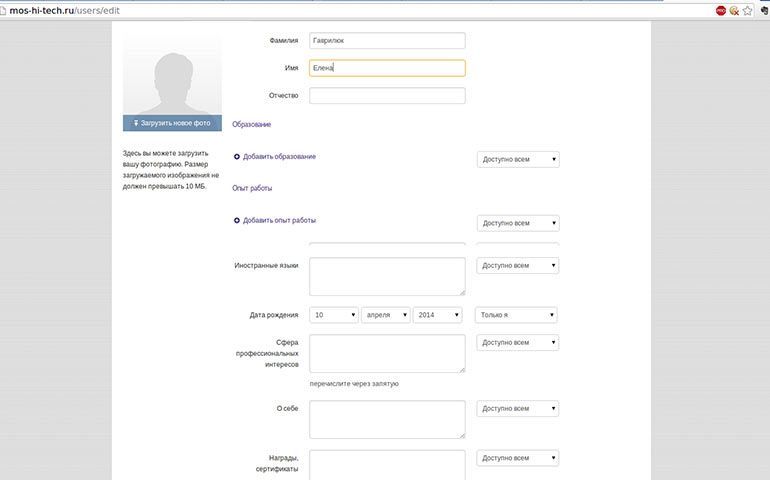 mos-hi-tech.ru/users/edit
PRO
Фамилия
Гаврилюк
Имя
Елена
Отчество
Загрузить новое фото
Образование
Здесь вы можете загрузить
вашу фотографию. Размер
загружаемого изображения не
должен превышать 10 МБ.
Добавить образование
Доступно всем
Опыт работы
Добавить опыт работы
Доступно всем
Иностранные языки
Доступно всем
Дата рождения
10
апреля
2014
Только я
Сфера
профессиональных
интересов
Доступно всем
перечислите через запятую
О себе
Доступно всем
Награды,
сертификаты
Доступно всем